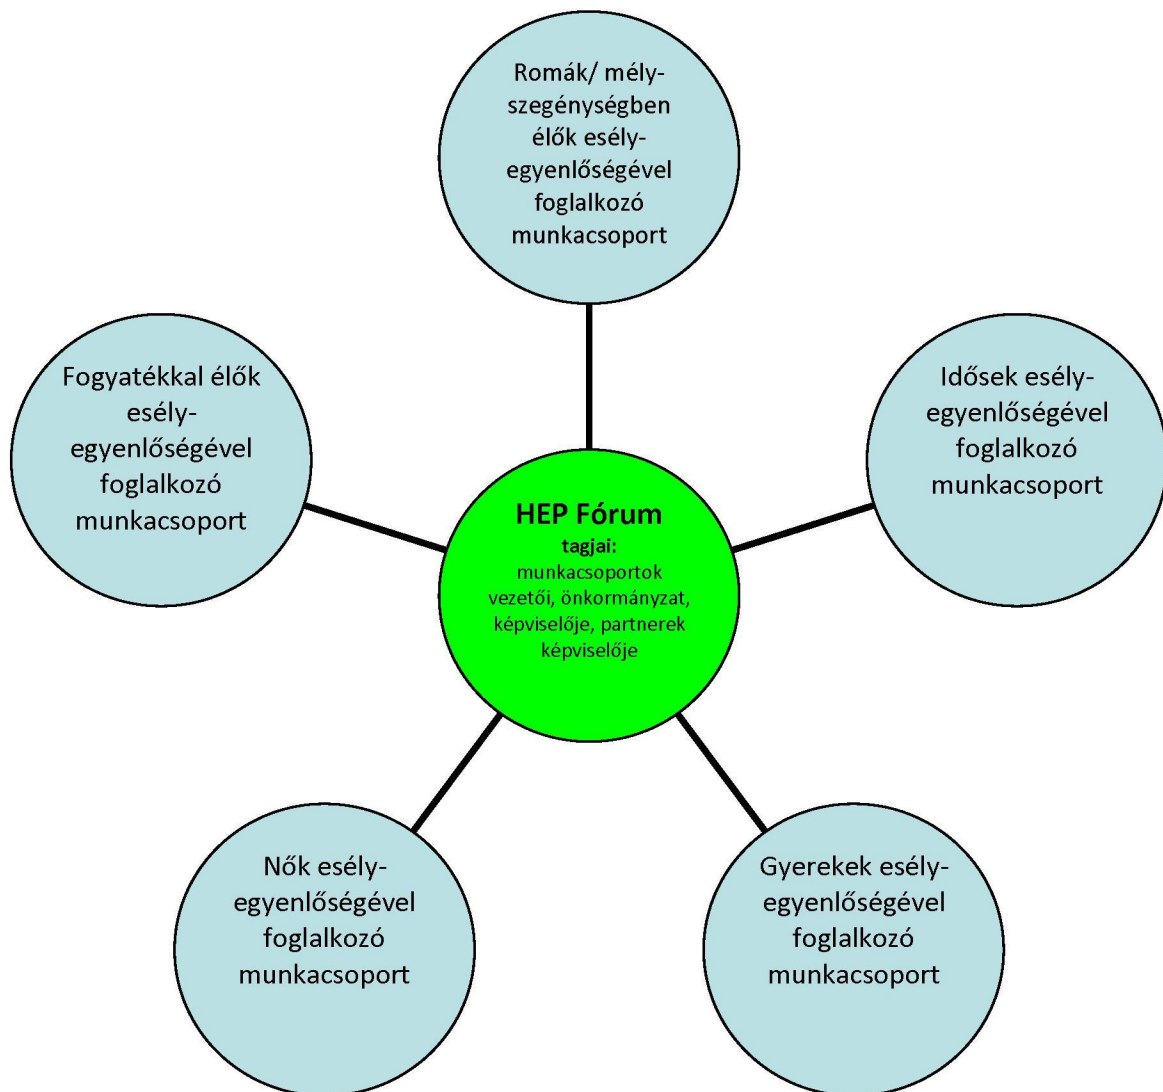 Romák/ mély-
szegénységben
élők esély-
egyenlőségével
foglalkozó
munkacsoport
Fogyatékkal élők
esély-
egyenlőségével
foglalkozó
munkacsoport
Idősek esély-
egyenlőségével
foglalkozó
munkacsoport
HEP Fórum
tagjai:
munkacsoportok
vezetői, önkormányzat,
képviselője, partnerek
képviselője
Nők esély-
egyenlőségével
foglalkozó
munkacsoport
Gyerekek esély-
egyenlőségével
foglalkozó
munkacsoport